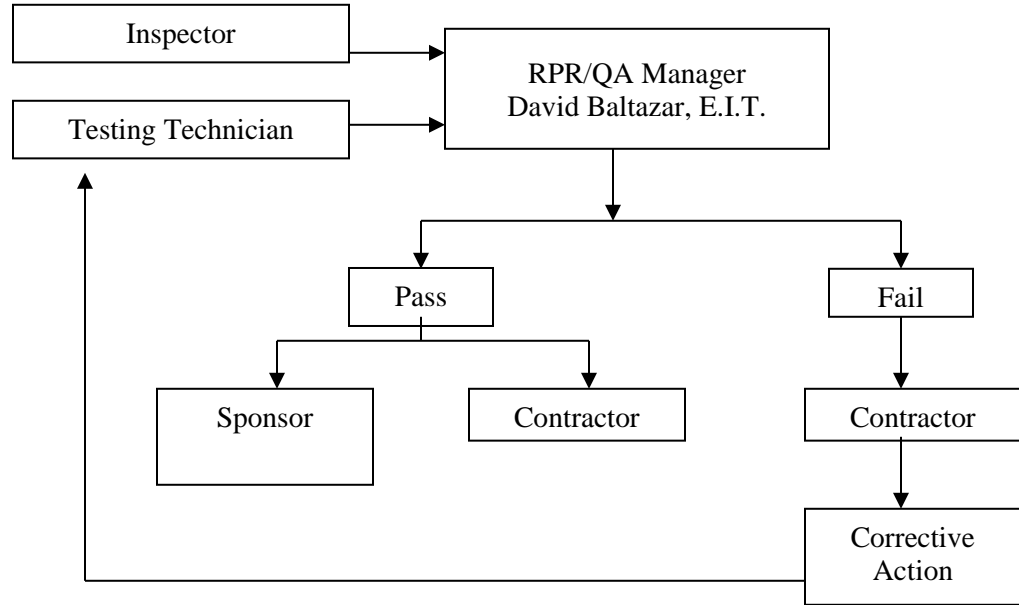 Inspector
RPR/QA Manager
David Baltazar, E.I.T.
Testing Technician
Pass
Fail
Sponsor
Contractor
Contractor
Corrective
Action